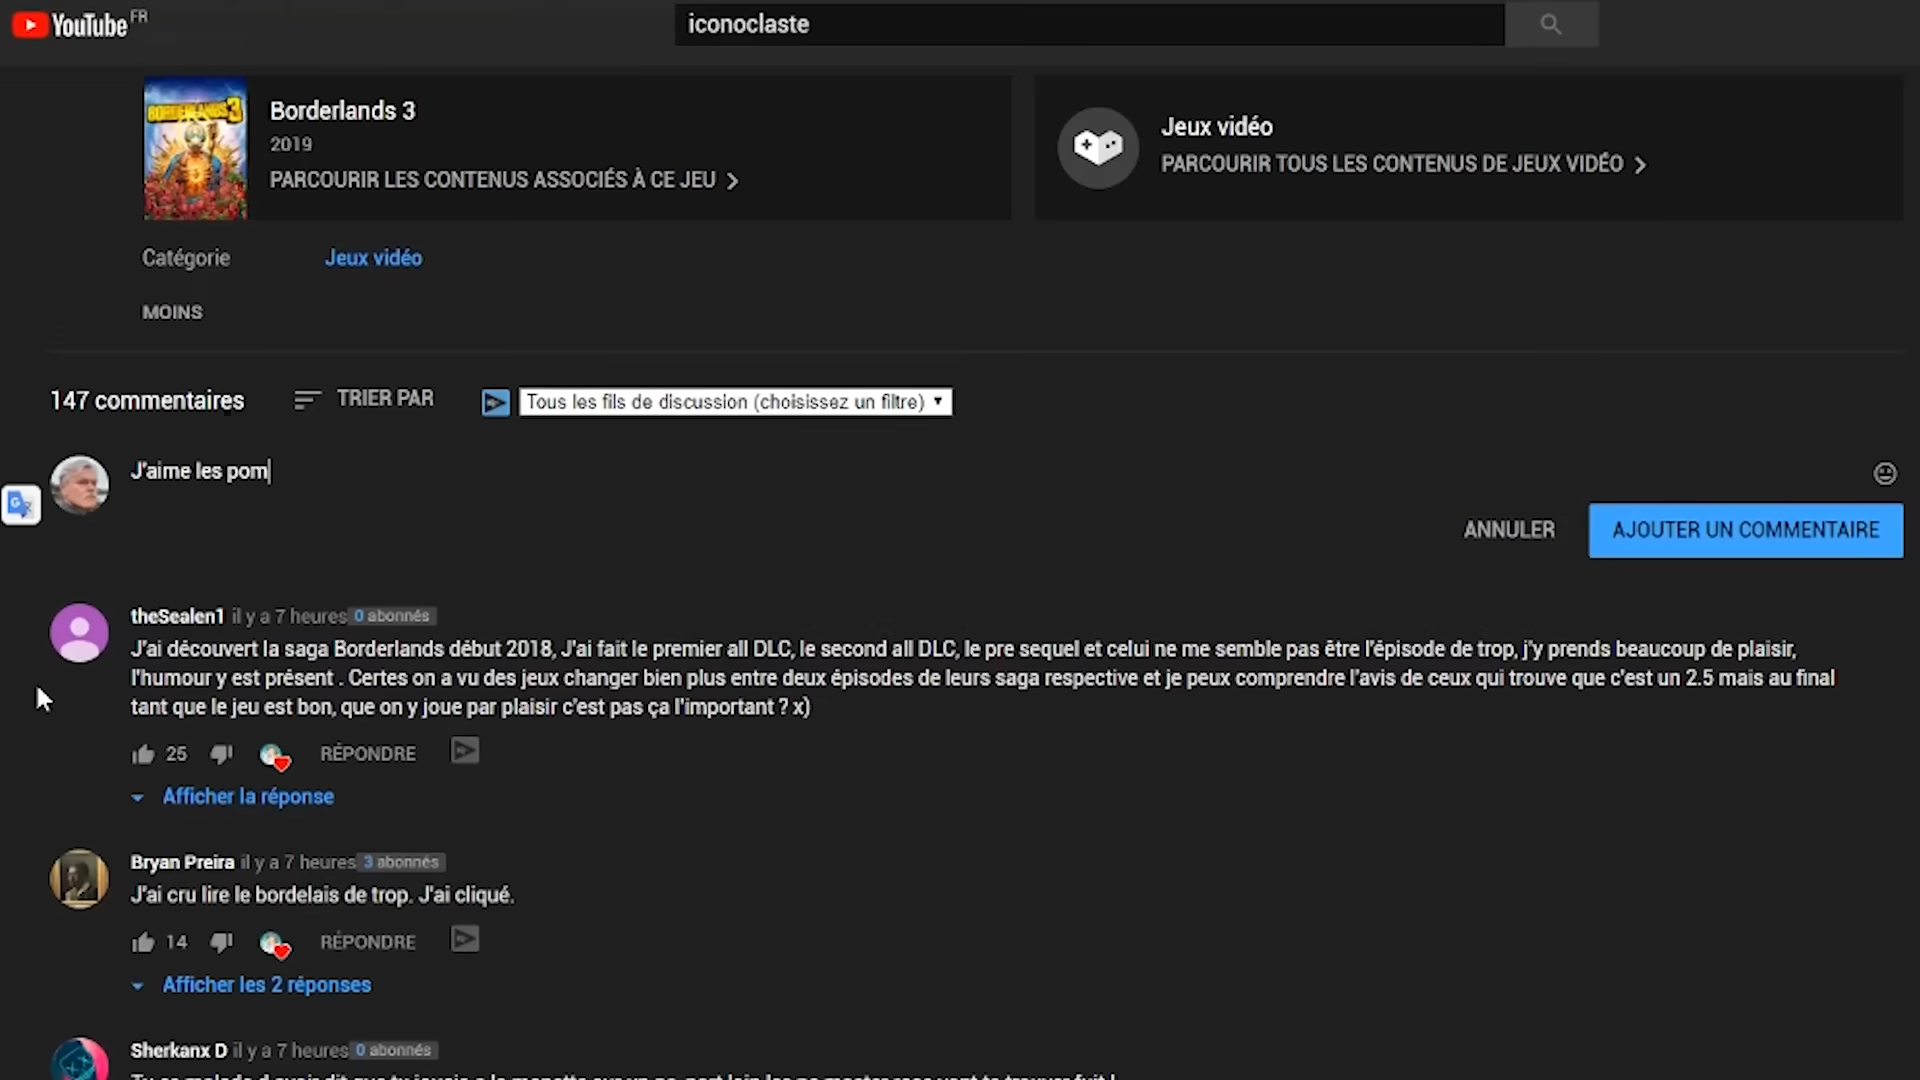 YouTube FR
iconoclaste
BORDERLANDS 3
Borderlands 3
2019
PARCOURIR LES CONTENUS ASSOCIÉS À CE JEU
Jeux vidéo
PARCOURIR TOUS LES CONTENUS DE JEUX VIDÉO
Catégorie Jeux vidéo
MOINS
147 commentaires TRIER PAR Tous les fils de discussion (choisissez un filtre)
J'aime les pom
ANNULER AJOUTER UN COMMENTAIRE
theSealen1 il y a 7 heures 0 abonnés
J'ai découvert la saga Borderlands début 2018, J'ai fait le premier all DLC, le second all DLC, le pre sequel et celui ne me semble pas être l'épisode de trop, j'y prends beaucoup de plaisir,
l'humour y est présent . Certes on a vu des jeux changer bien plus entre deux épisodes de leurs saga respective et je peux comprendre l'avis de ceux qui trouve que c'est un 2.5 mais au final
tant que le jeu est bon, que on y joue par plaisir c'est pas ça l'important ? x)
25 RÉPONDRE
Afficher la réponse
Bryan Preira il y a 7 heures 3 abonnés
J'ai cru lire le bordelais de trop. J'ai cliqué.
14 RÉPONDRE
Afficher les 2 réponses
Sherkanx D il y a 7 heures 0 abonnés